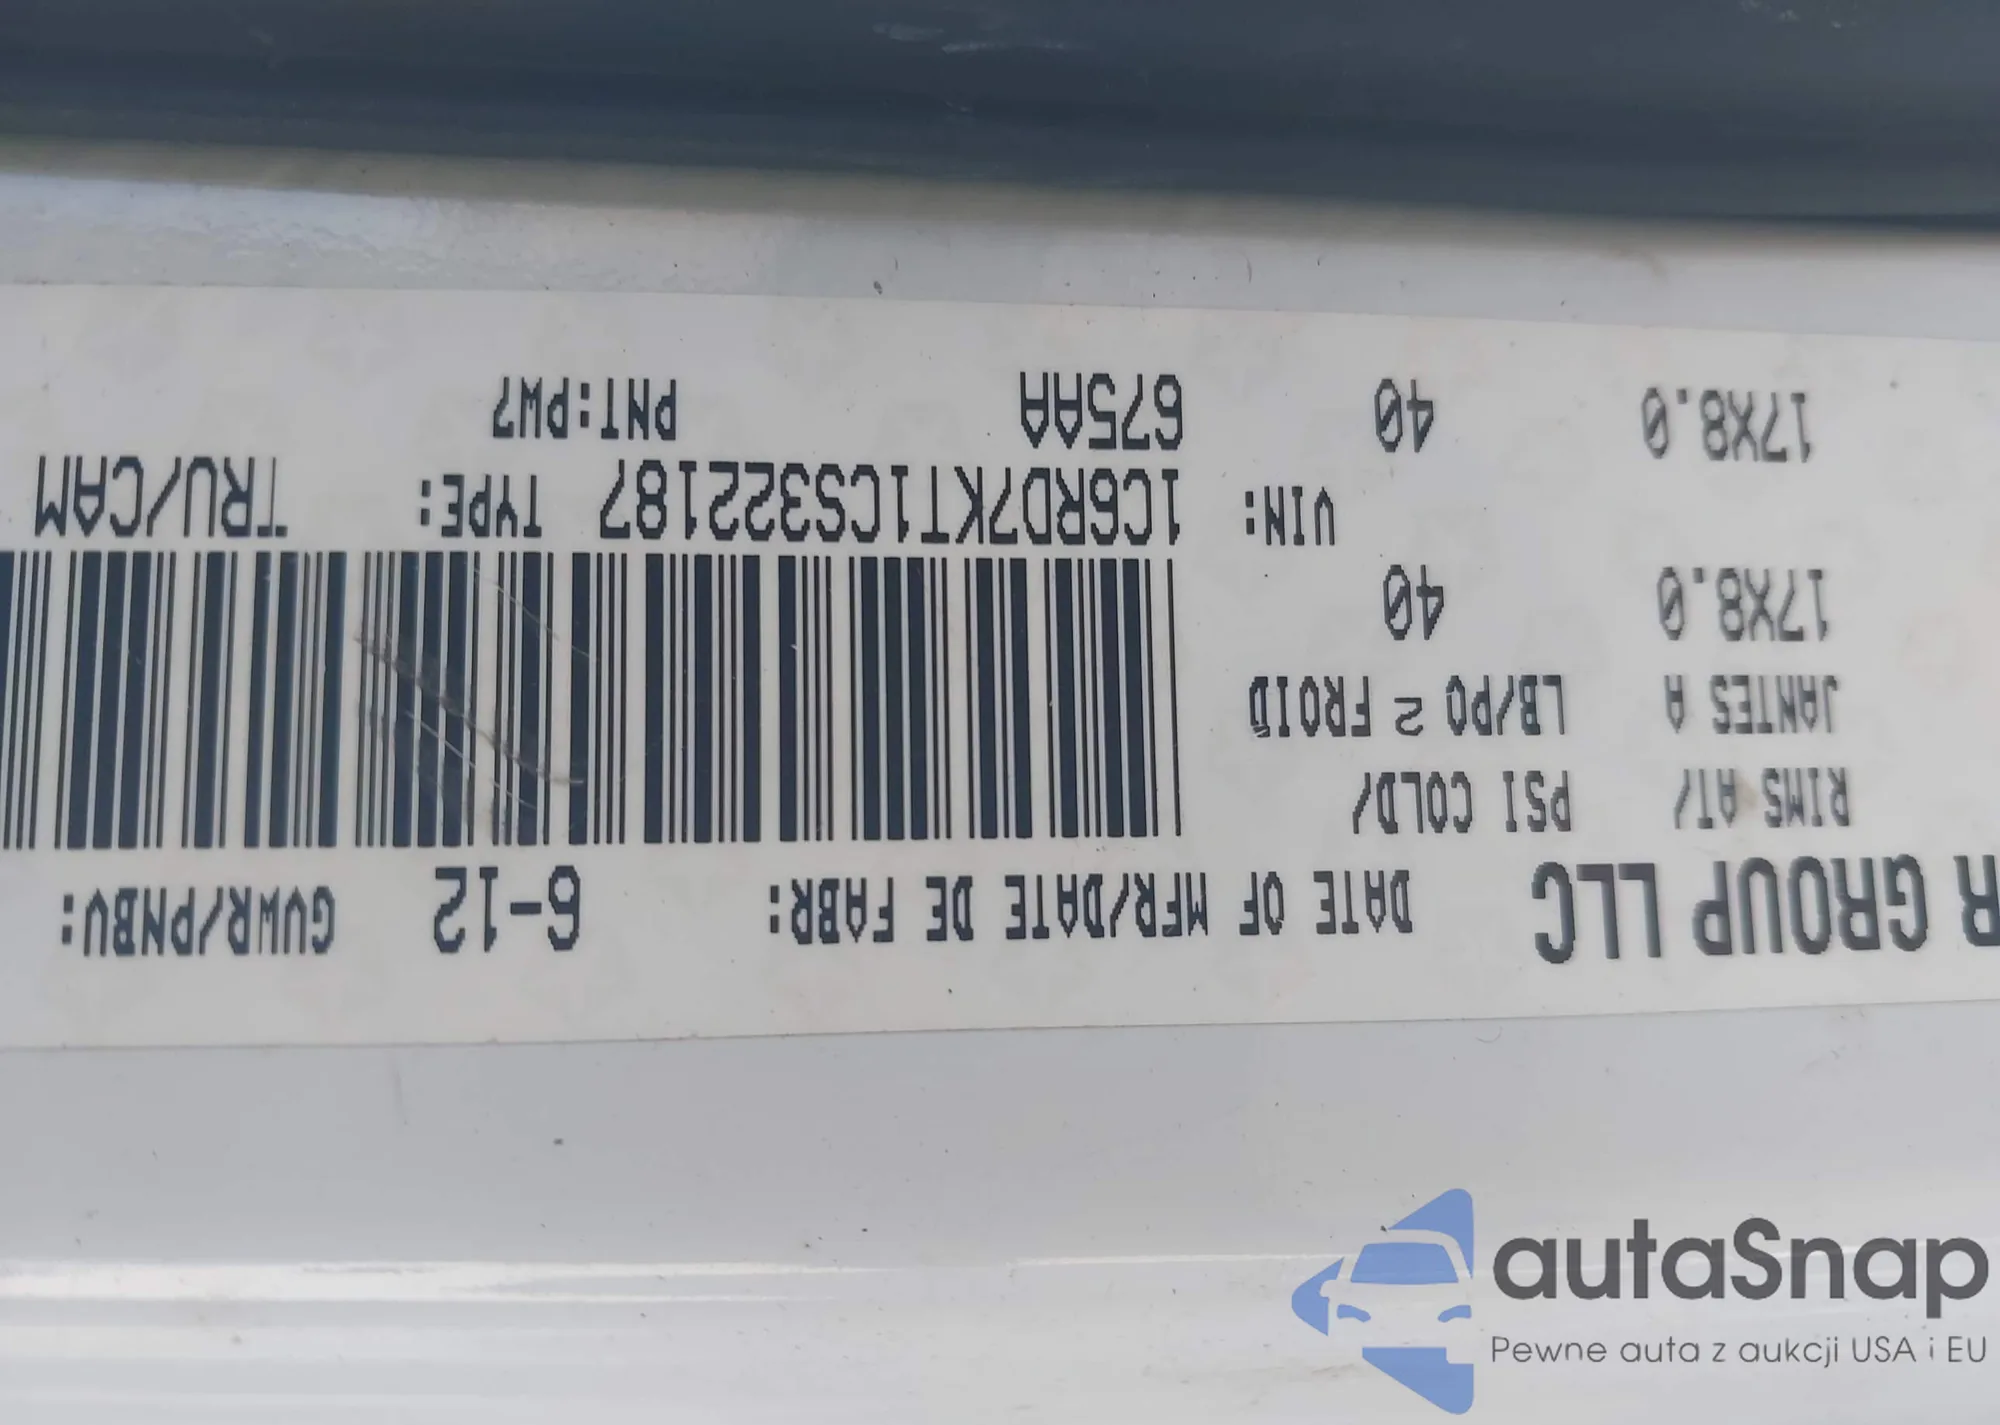 R GROUP LLC DATE OF MFR/DATE DE FABR: 6-12 GVWR/PNBV:
RIMS AT/ PSI COLD/
JANTES A LB/PO 2 FROID
17X8.0 40
VIN: 1C6RD7KT1CS322187 TYPE: TRU/CAM
17X8.0 40 675AA PNT:PW7
autaSnap
Pewne auta z aukcji USA i EU